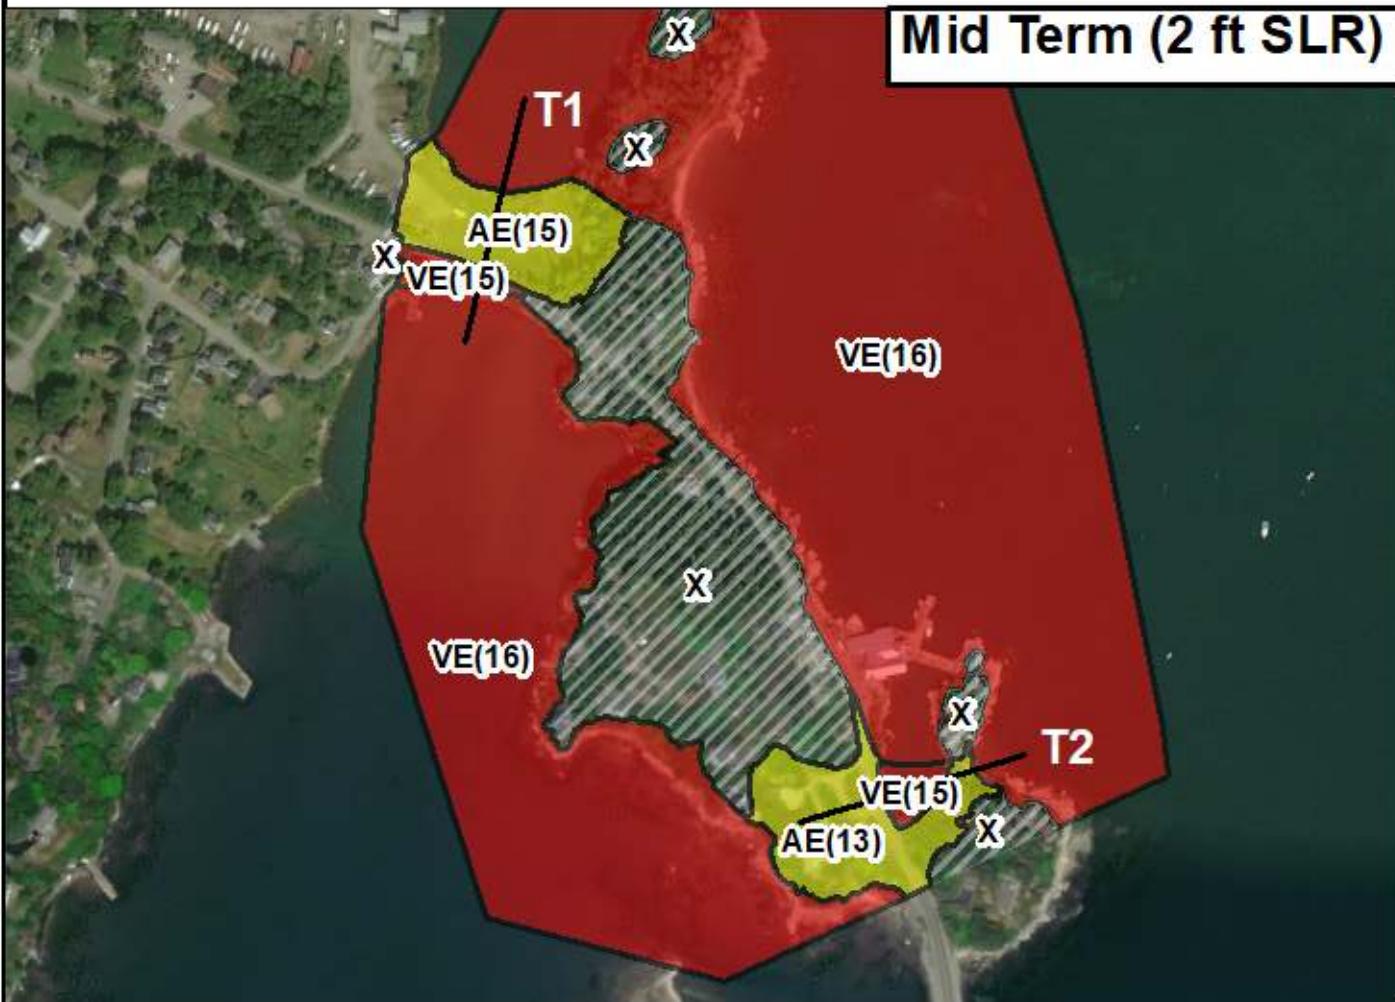 X
Mid Term (2 ft SLR)
T1
X
AE(15)
X
VE(15)
VE(16)
X
VE(16)
X
T2
VE(15)
X
AE(13)